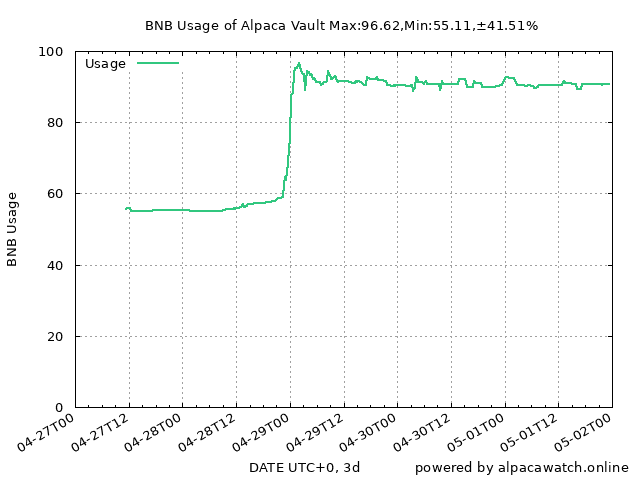 BNB Usage of Alpaca Vault Max:96.62,Min:55.11,±41.51%
Usage
100
80
60
40
20
0
BNB Usage
04-27T00
04-27T12
04-28T00
04-28T12
04-29T00
04-29T12
04-30T00
04-30T12
05-01T00
05-01T12
05-02T00
DATE UTC+0, 3d
powered by alpacawatch.online